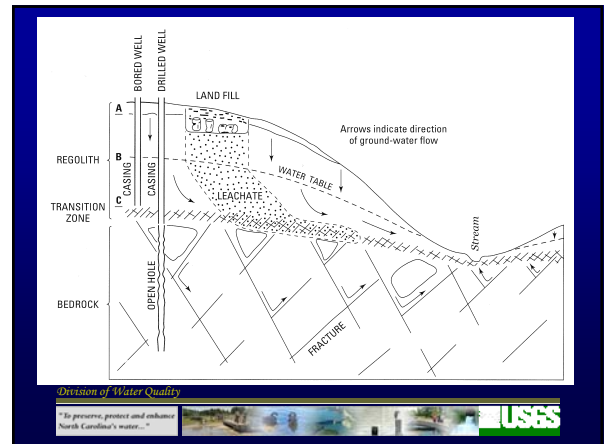 BORED WELL
DRILLED WELL
LAND FILL
A
Arrows indicate direction
of ground-water flow
REGOLITH
B
WATER TABLE
CASING
CASING
LEACHATE
C
TRANSITION
ZONE
Stream
OPEN HOLE
BEDROCK
FRACTURE
Division of Water Quality
"To preserve, protect and enhance
North Carolina's water..."
USGS